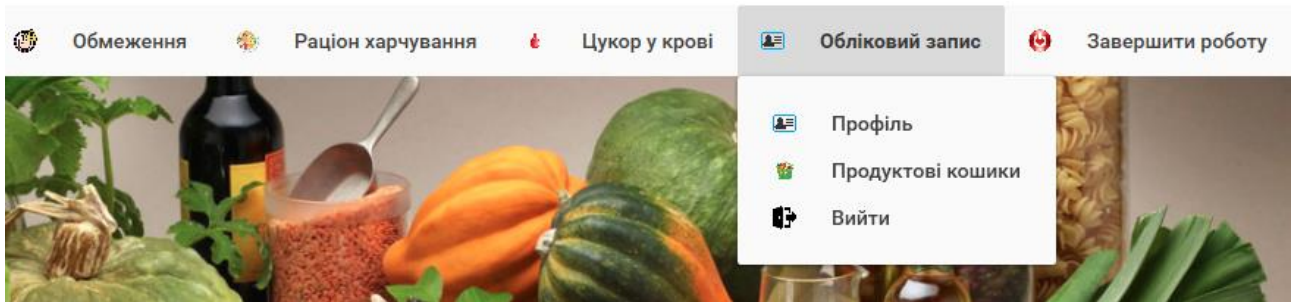 Обмеження Раціон харчування Цукор у крові Обліковий запис Завершити роботу
Профіль
Продуктові кошики
Вийти